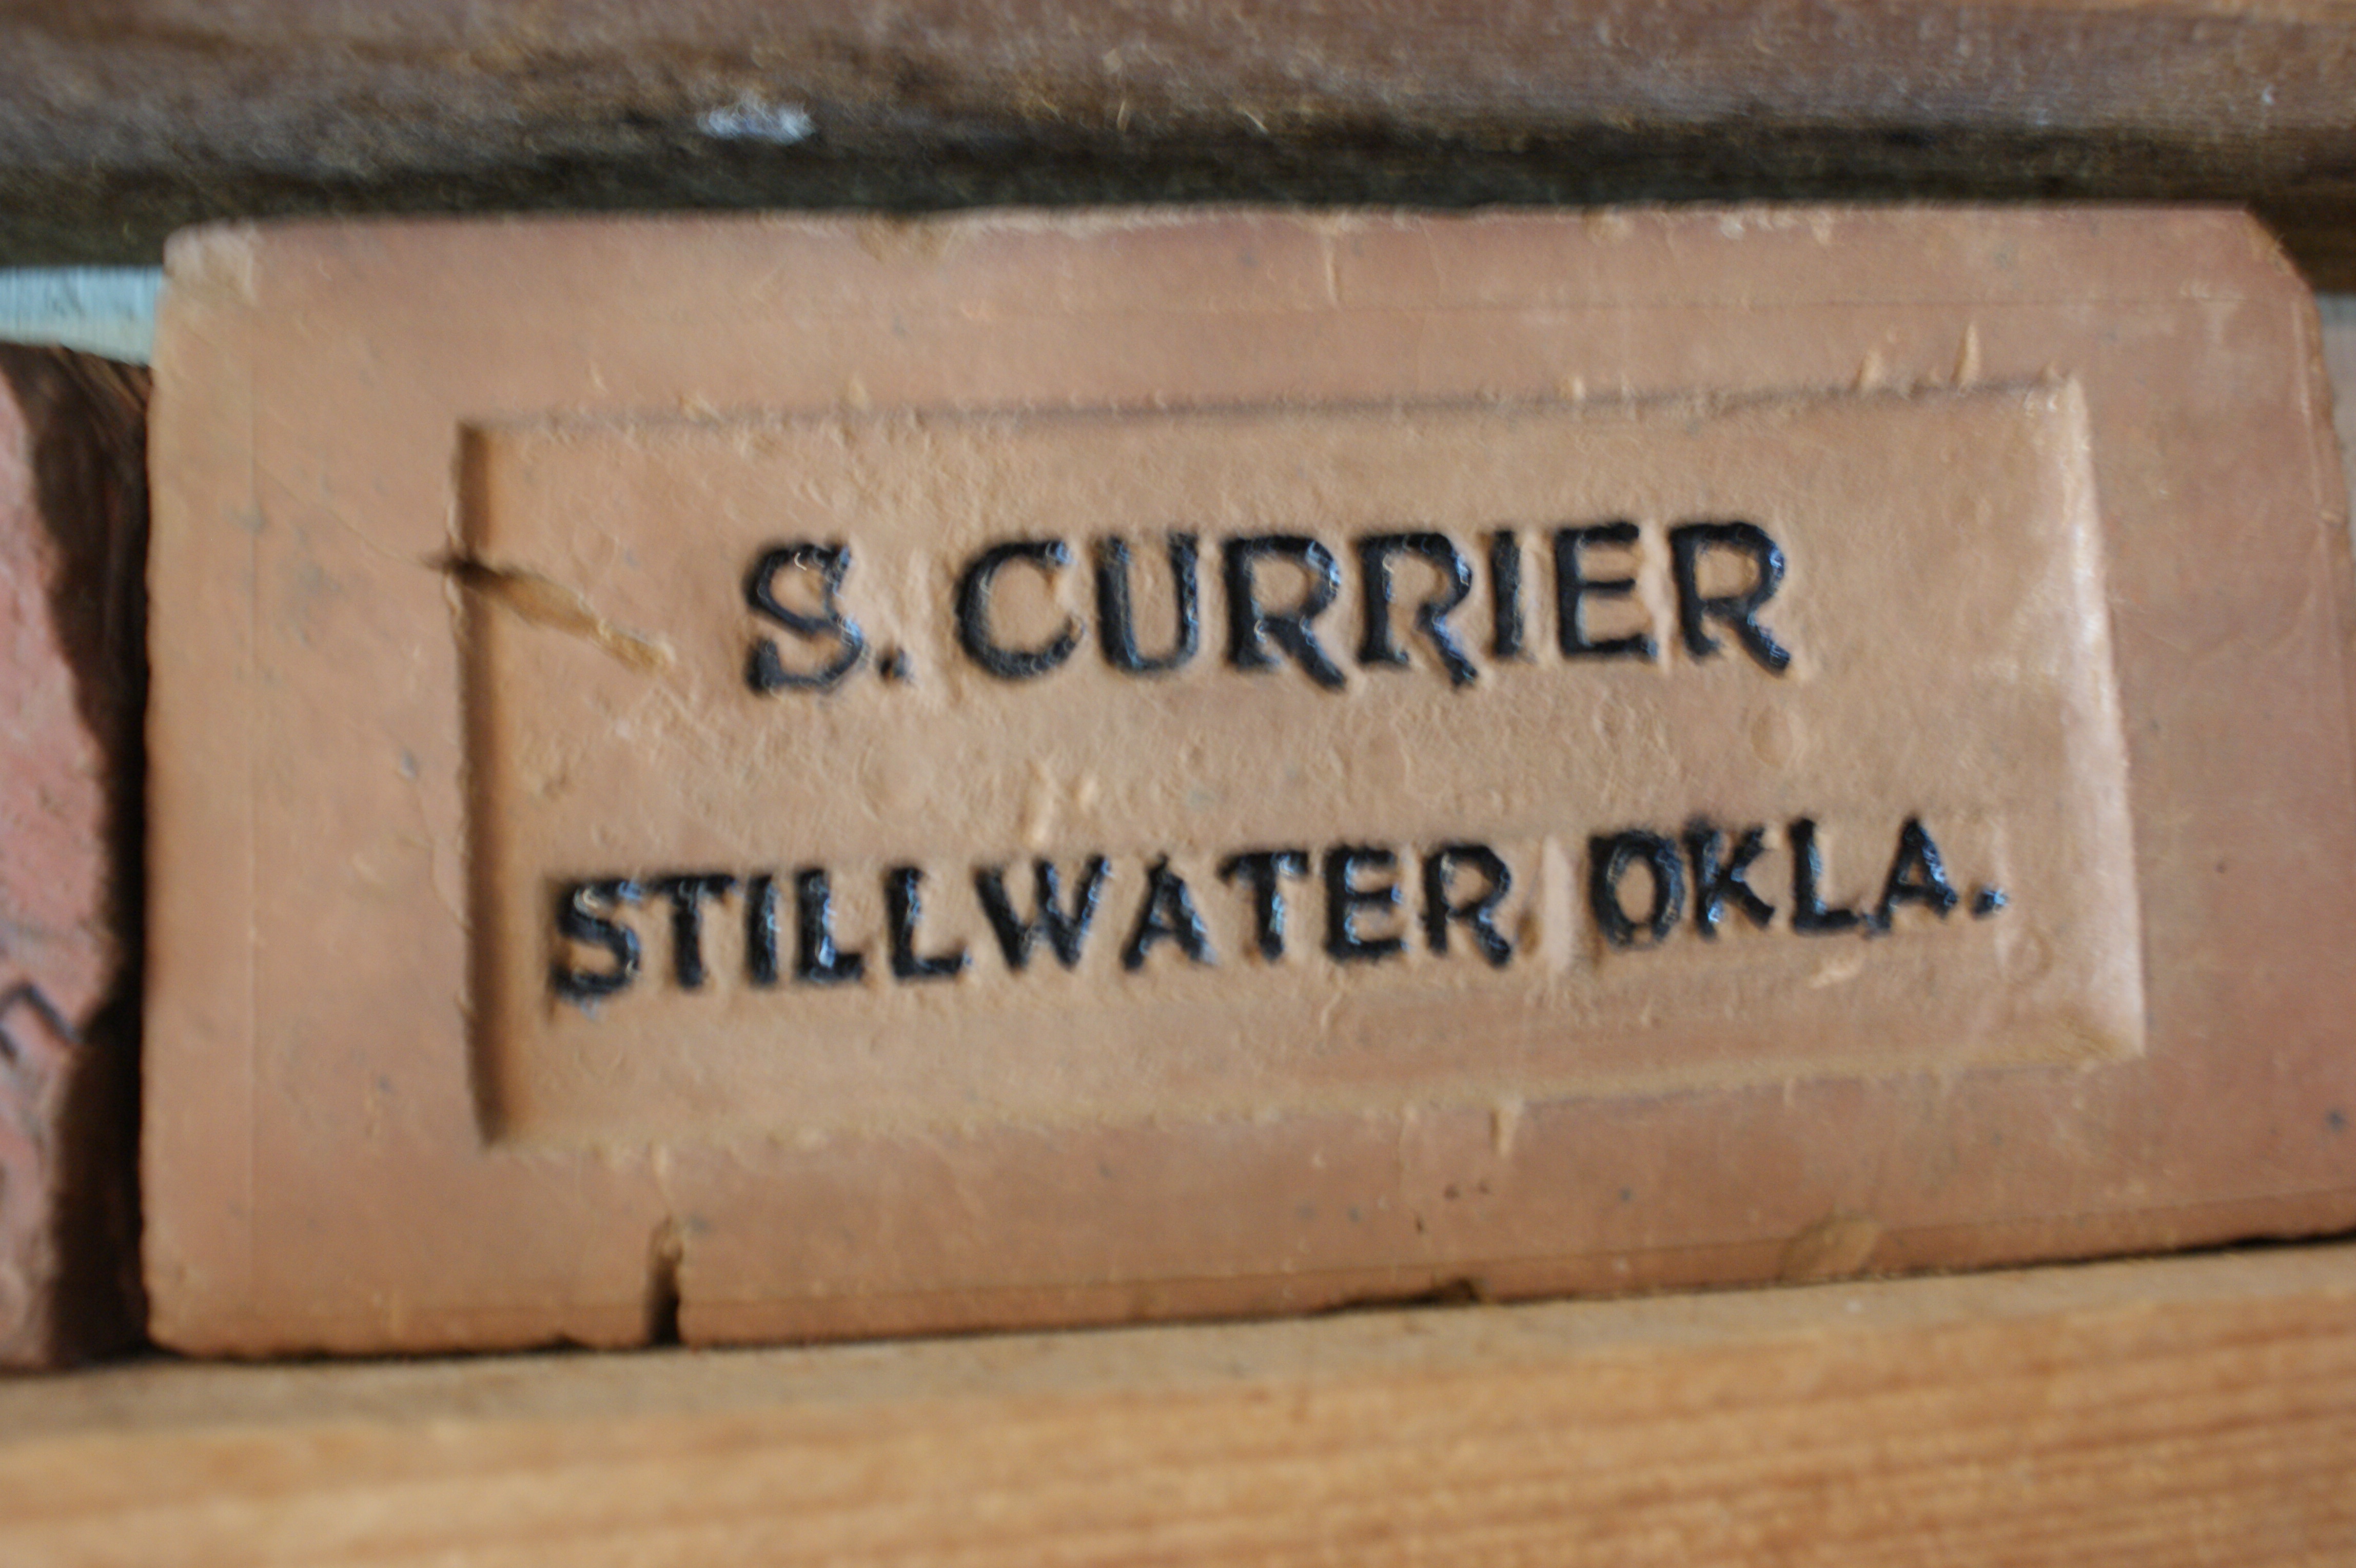 S. CURRIER
STILLWATER OKLA.